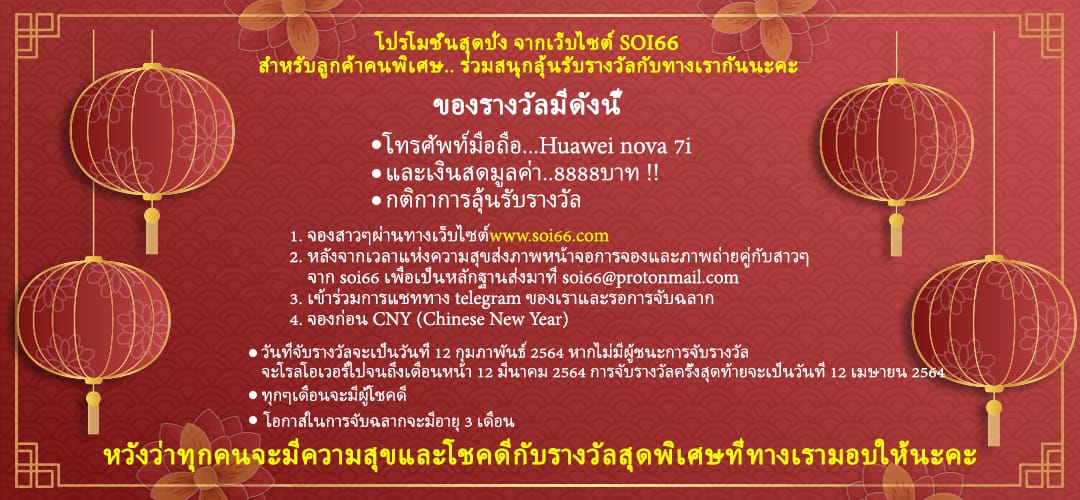 โปรโมชั่นสุดปัง จากเว็บไซต์ SOI66
สำหรับลูกค้าคนพิเศษ.. ร่วมสนุกลุ้นรับรางวัลกับทางเรากันนะคะ
ของรางวัลมีดังนี้
•โทรศัพท์มือถือ...Huawei nova 7i
•และเงินสดมูลค่า..8888บาท !!
•กติกาการลุ้นรับรางวัล
1. จองสาวๆผ่านทางเว็บไซต์www.soi66.com
2. หลังจากเวลาแห่งความสุขส่งภาพหน้าจอการจองและภาพถ่ายคู่กับสาวๆ
จาก soi66 เพื่อเป็นหลักฐานส่งมาที่ soi66@protonmail.com
3. เข้าร่วมการแชททาง telegram ของเราและรอการจับฉลาก
4. จองก่อน CNY (Chinese New Year)
•วันที่จับรางวัลจะเป็นวันที่ 12 กุมภาพันธ์ 2564 หากไม่มีผู้ชนะการจับรางวัล
จะโรลโอเวอร์ไปจนถึงเดือนหน้า 12 มีนาคม 2564 การจับรางวัลครั้งสุดท้ายจะเป็นวันที่ 12 เมษายน 2564
•ทุกๆเดือนจะมีผู้โชคดี
• โอกาสในการจับฉลากจะมีอายุ 3 เดือน
หวังว่าทุกคนจะมีความสุขและโชคดีกับรางวัลสุดพิเศษที่ทางเรามอบให้นะคะ